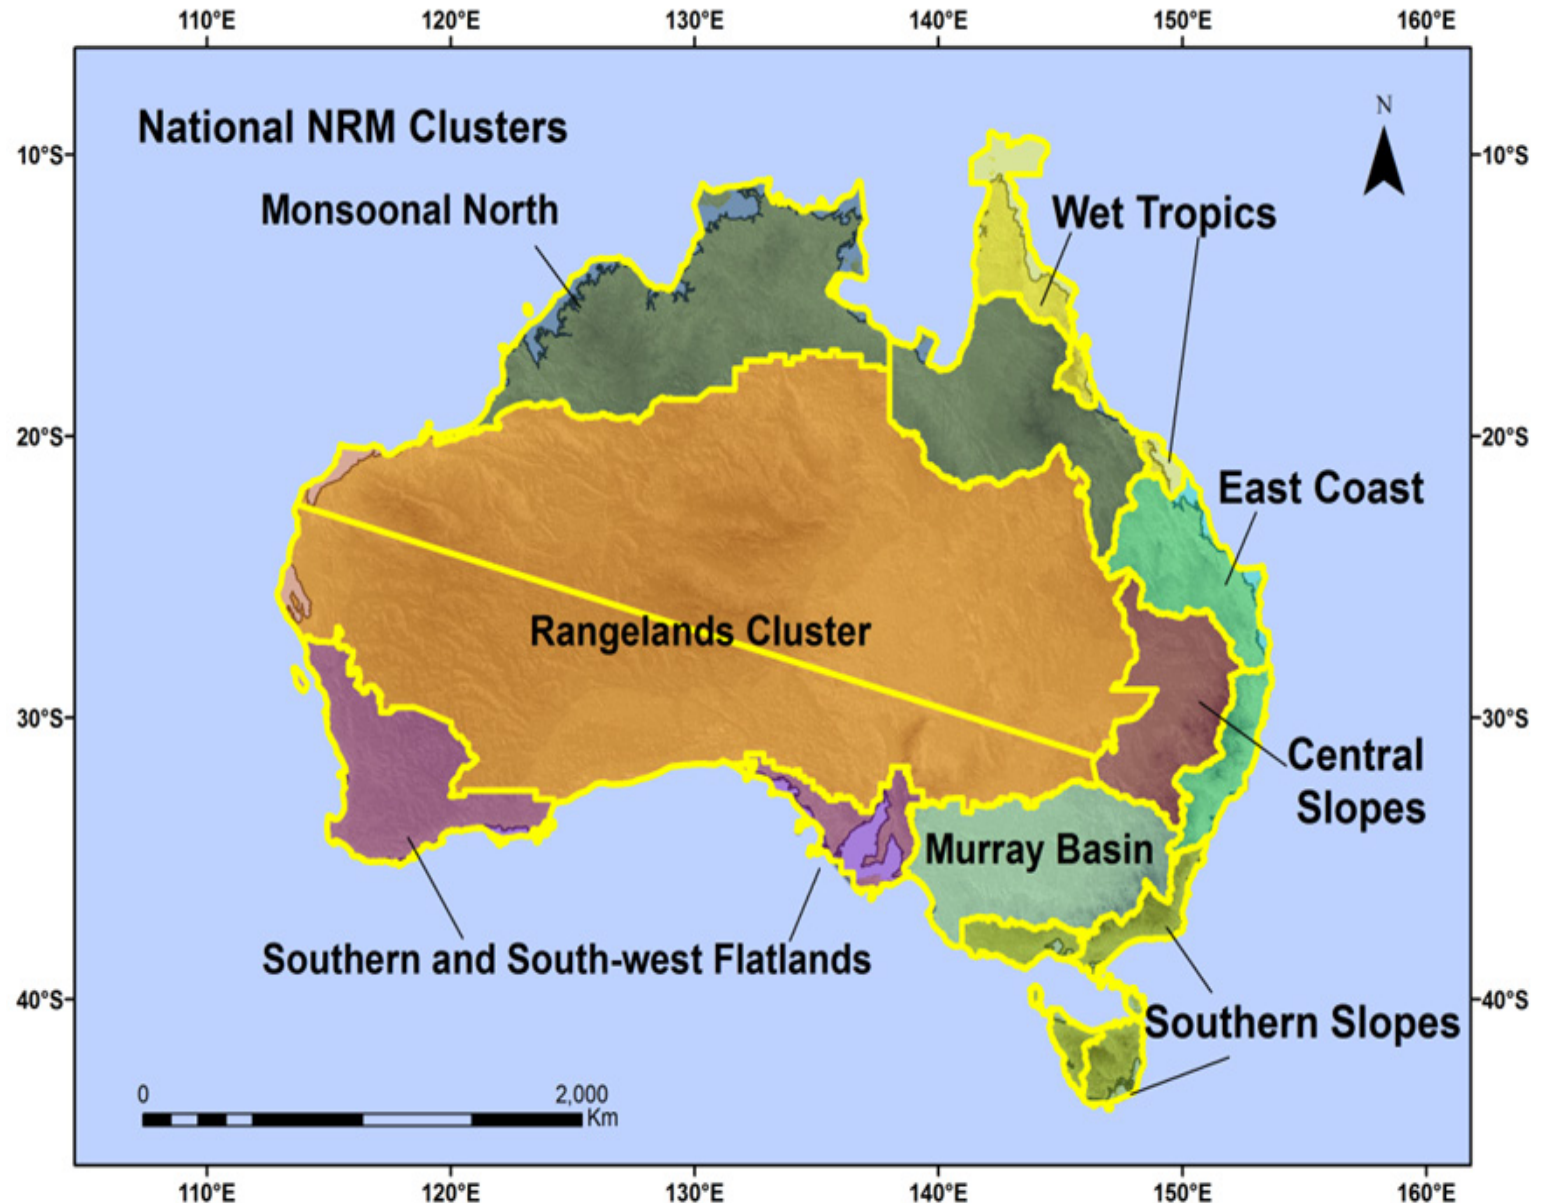 110°E 120°E 130°E 140°E 150°E 160°E
National NRM Clusters
N
10°S 10°S
Monsoonal North
Wet Tropics
20°S 20°S
East Coast
Rangelands Cluster
30°S 30°S
Central
Slopes
Murray Basin
Southern and South-west Flatlands
40°S 40°S
Southern Slopes
0 2,000
Km
110°E 120°E 130°E 140°E 150°E 160°E